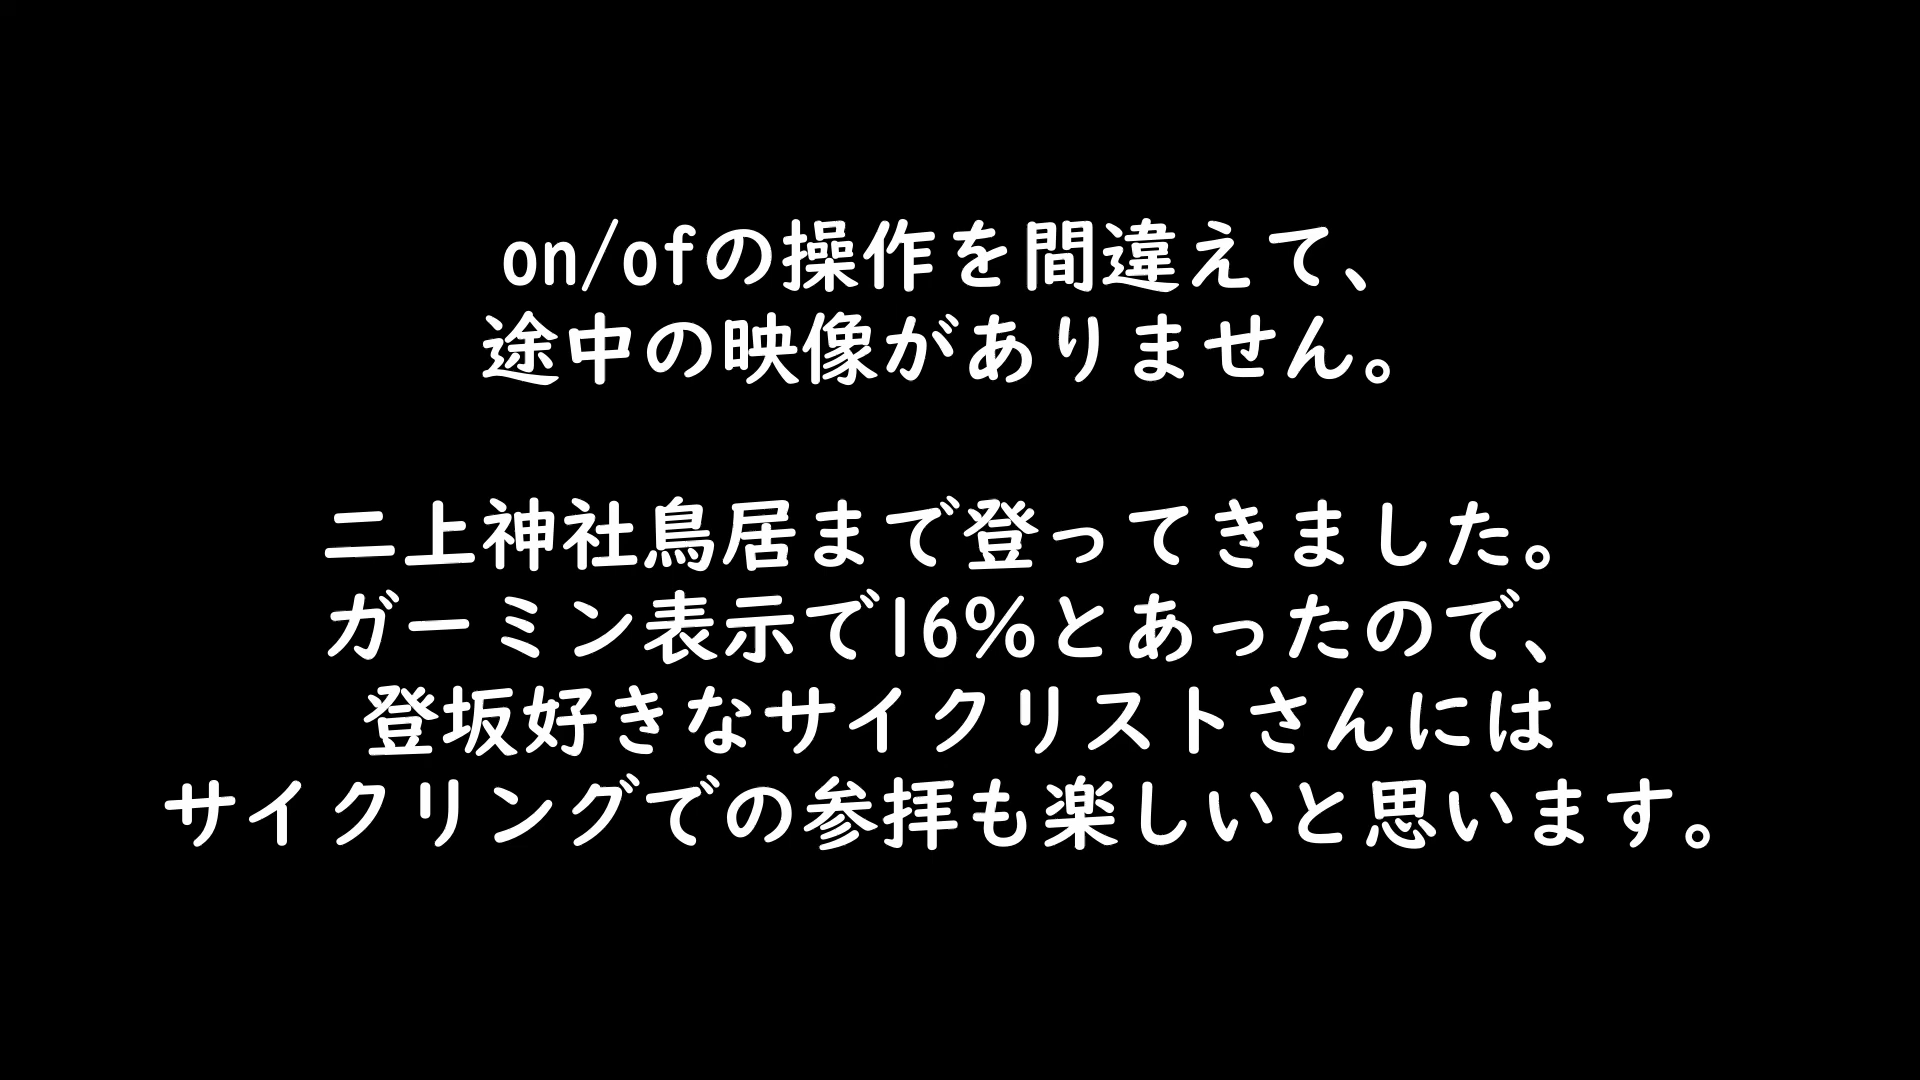 on/ofの操作を間違えて、
途中の映像がありません。
二上神社鳥居まで登ってきました。
ガーミン表示で16%とあったので、
登坂好きなサイクリストさんには
サイクリングでの参拝も楽しいと思います。